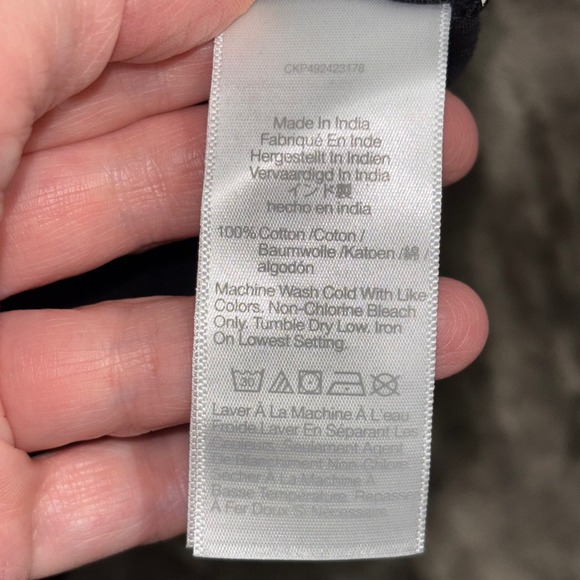 CKP492423178
Made In India
Fabriqué En Inde
Hergestellt In Indien
Vervaardigd In India
インド製
hecho en india
100% Cotton /Coton /
Baumwolle /Katoen /綿 /
algodón
Machine Wash Cold With Like
Colors. Non-Chlorine Bleach
Only. Tumble Dry Low. Iron
On Lowest Setting.
30
Laver À La Machine À L'eau
Froide Laver En Séparant Les
Couleurs. Seulement Agent
De Blanchiment Non-Chlore.
Sécher À La Machine À
Basse Température. Repasser
À Fer Doux Si Nécessaire.